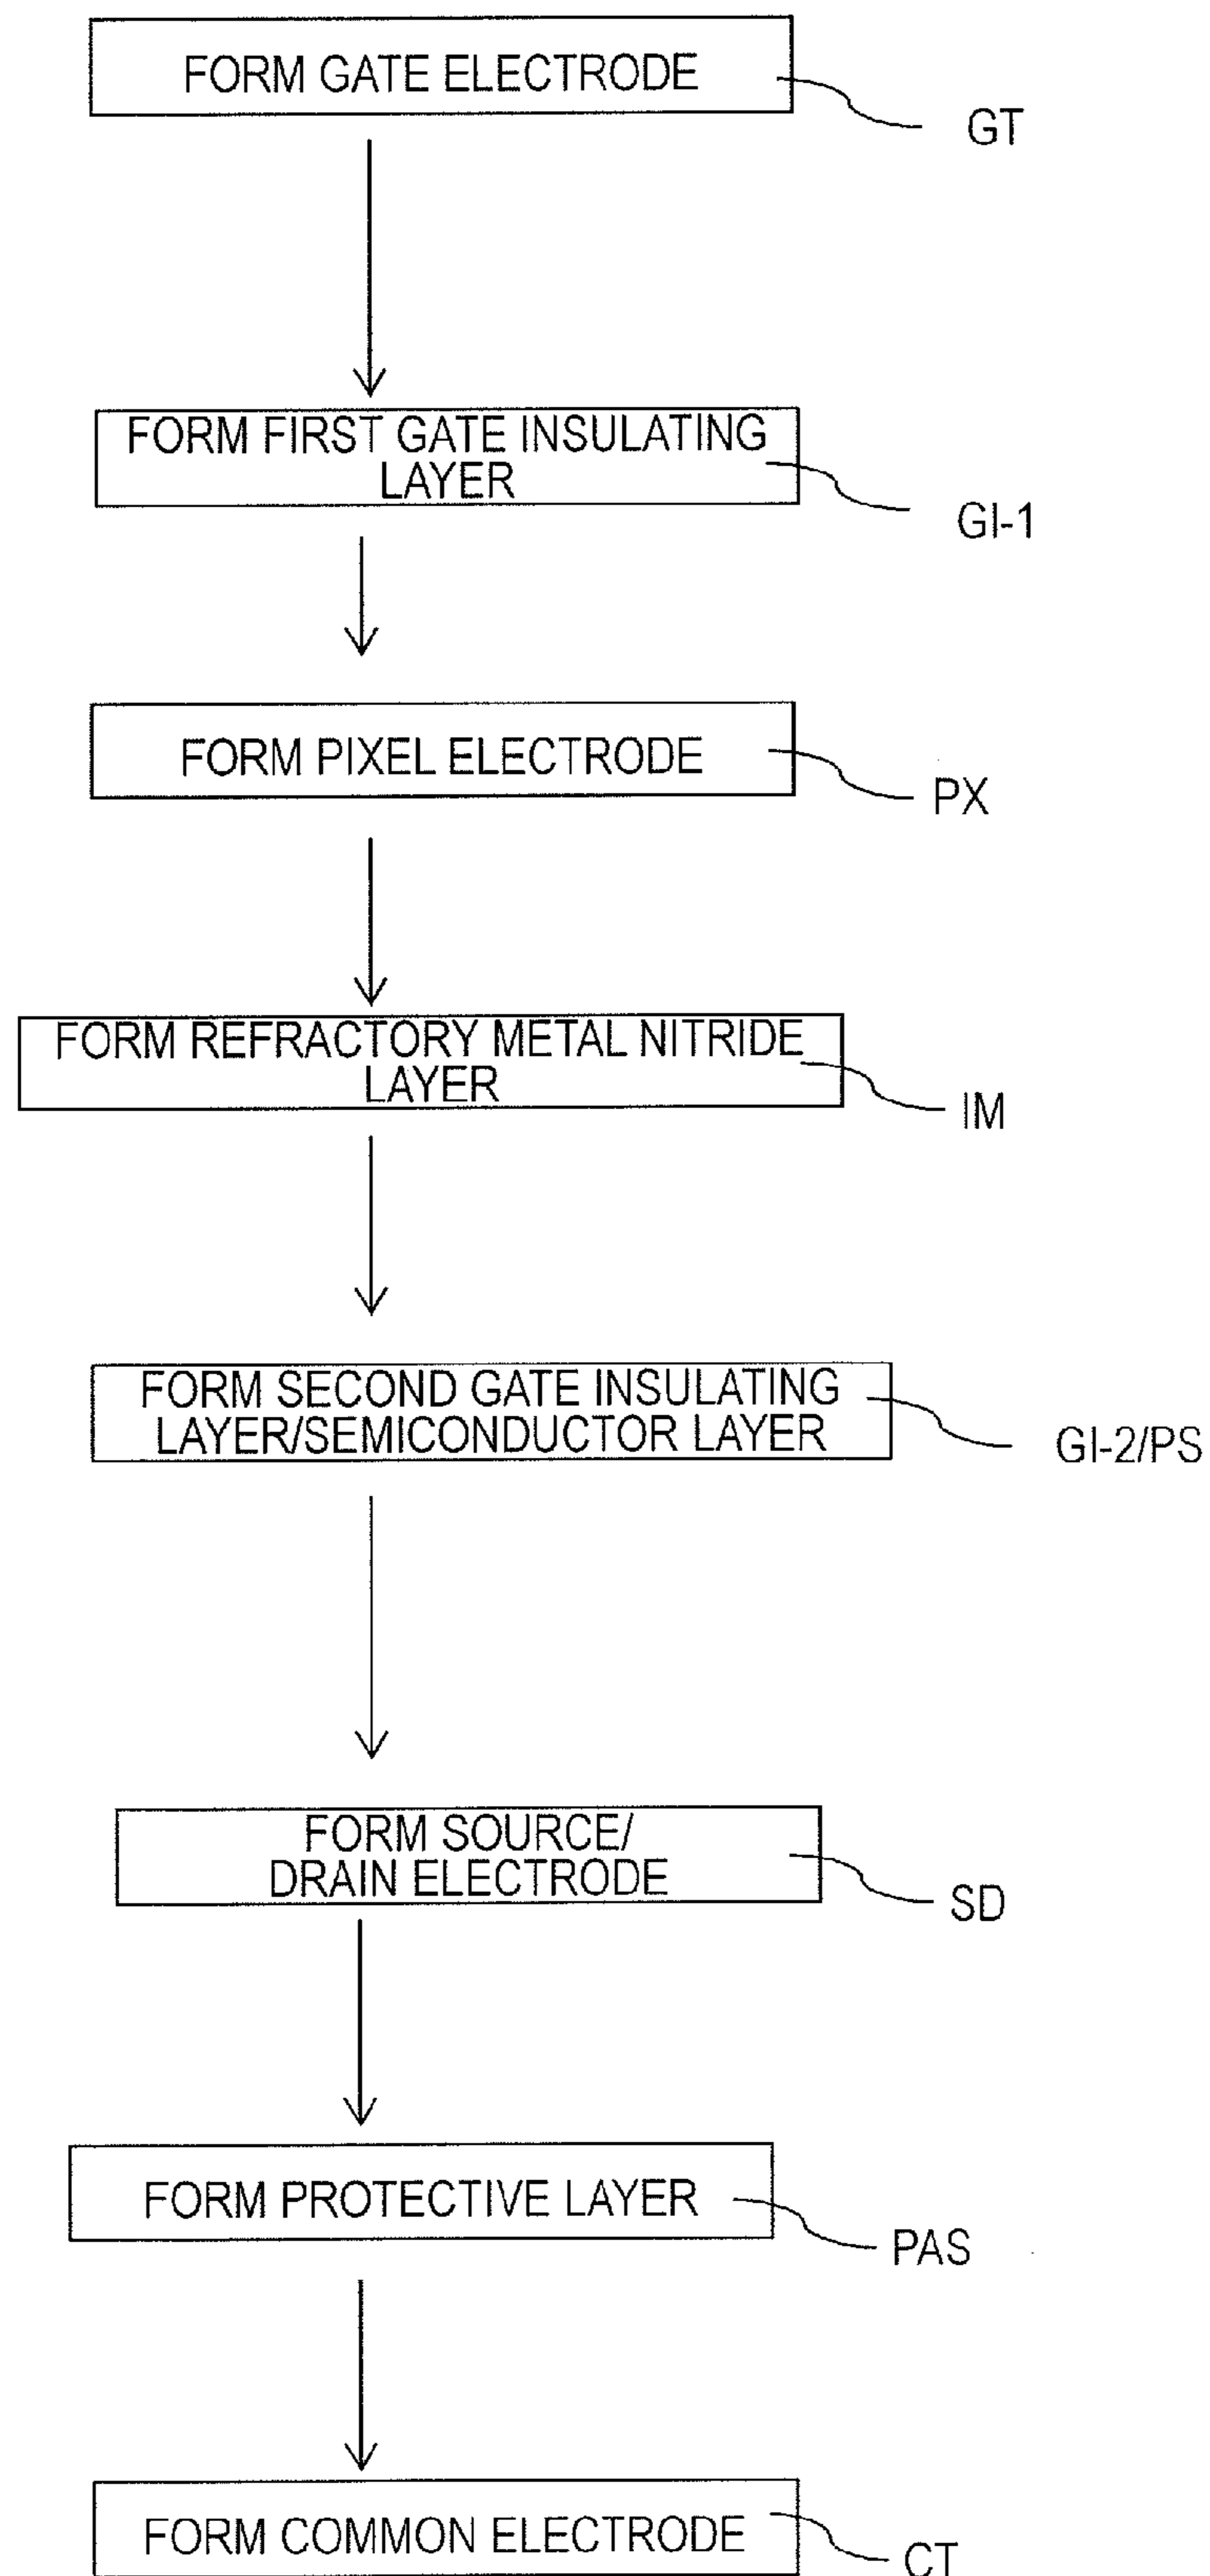 FORM GATE ELECTRODE
GT
FORM FIRST GATE INSULATING
LAYER
GI-1
FORM PIXEL ELECTRODE
PX
FORM REFRACTORY METAL NITRIDE
LAYER
IM
FORM SECOND GATE INSULATING
LAYER/SEMICONDUCTOR LAYER
GI-2/PS
FORM SOURCE/
DRAIN ELECTRODE
SD
FORM PROTECTIVE LAYER
PAS
FORM COMMON ELECTRODE
CT